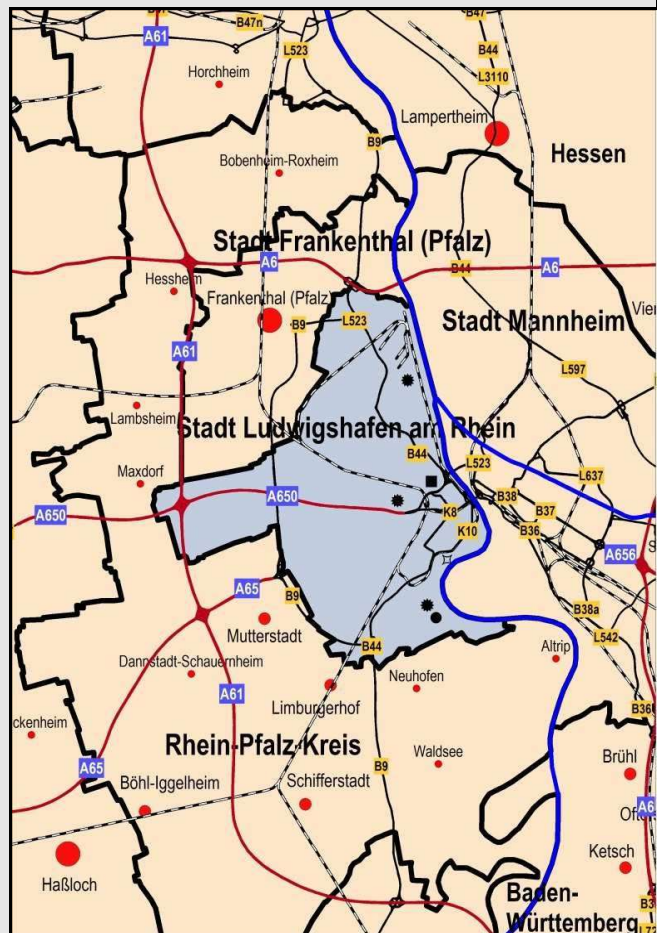 B47n
B47
A61
L523
B44
Horchheim
L3110
Lampertheim
B9
Hessen
Bobenheim-Roxheim
Stadt Frankenthal (Pfalz)
A6
B44
A6
Hessheim
Frankenthal (Pfalz)
B9
L523
Stadt Mannheim
A61
L597
Lambsheim
Stadt Ludwigshafen am Rhein
B44
L523
Maxdorf
L637
A650
A650
B38
K8
B37
K10
B36
A656
A65
B9
B38a
Mutterstadt
B44
L542
Altrip
Dannstadt-Schauernheim
Neuhofen
A61
Limburgerhof
ckenheim
Rhein-Pfalz-Kreis
Waldsee
Brühl
A65
B9
Böhl-Iggelheim
Schifferstadt
Ketsch
Haßloch
Baden-
Württemberg